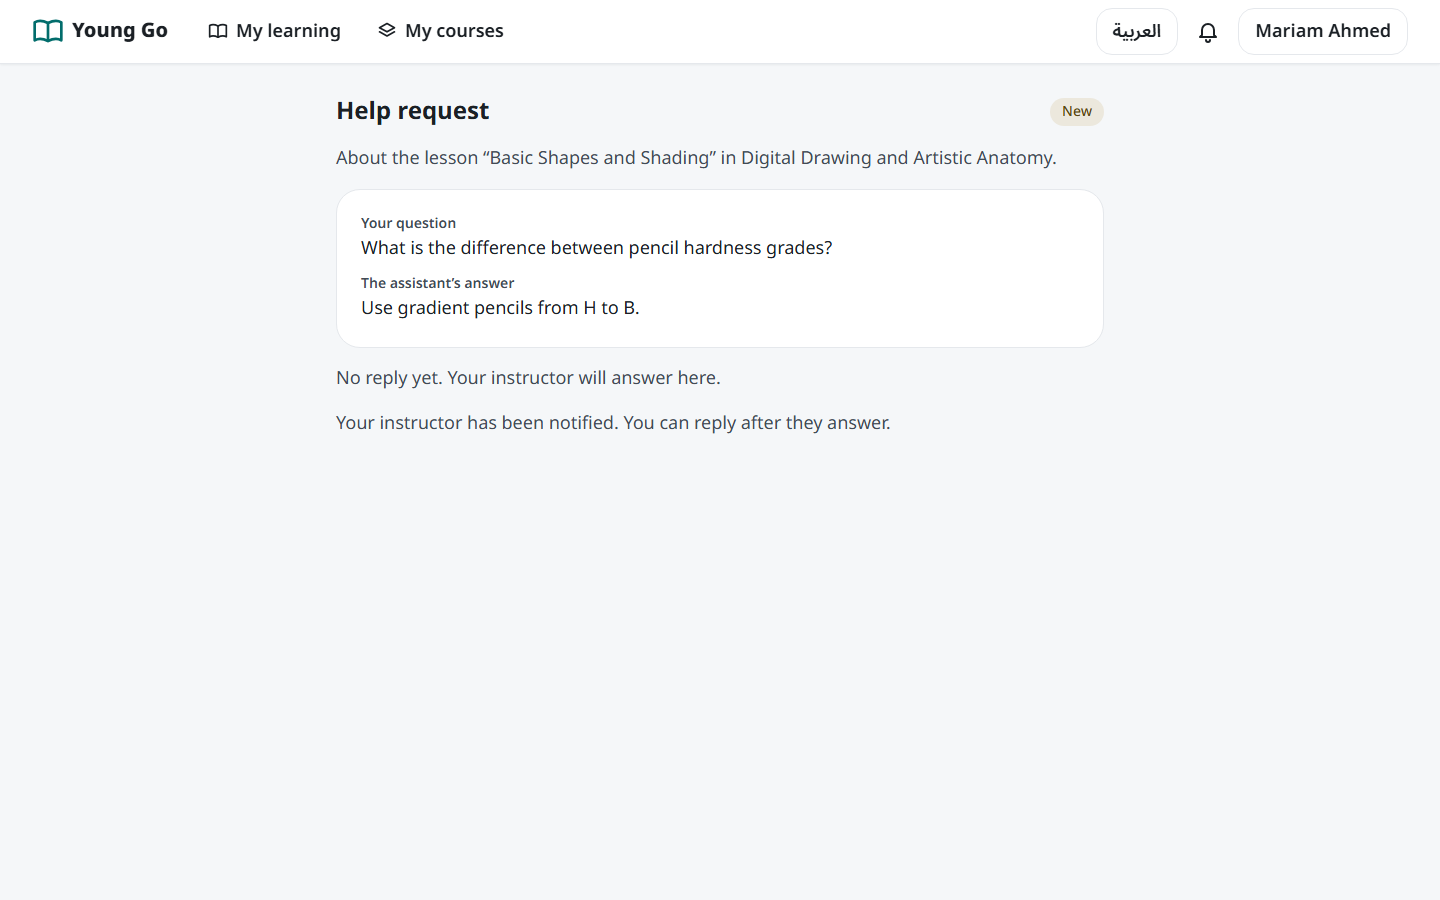 Young Go
My learning
My courses
العربية
Mariam Ahmed
Help request
New
About the lesson “Basic Shapes and Shading” in Digital Drawing and Artistic Anatomy.
Your question
What is the difference between pencil hardness grades?
The assistant’s answer
Use gradient pencils from H to B.
No reply yet. Your instructor will answer here.
Your instructor has been notified. You can reply after they answer.